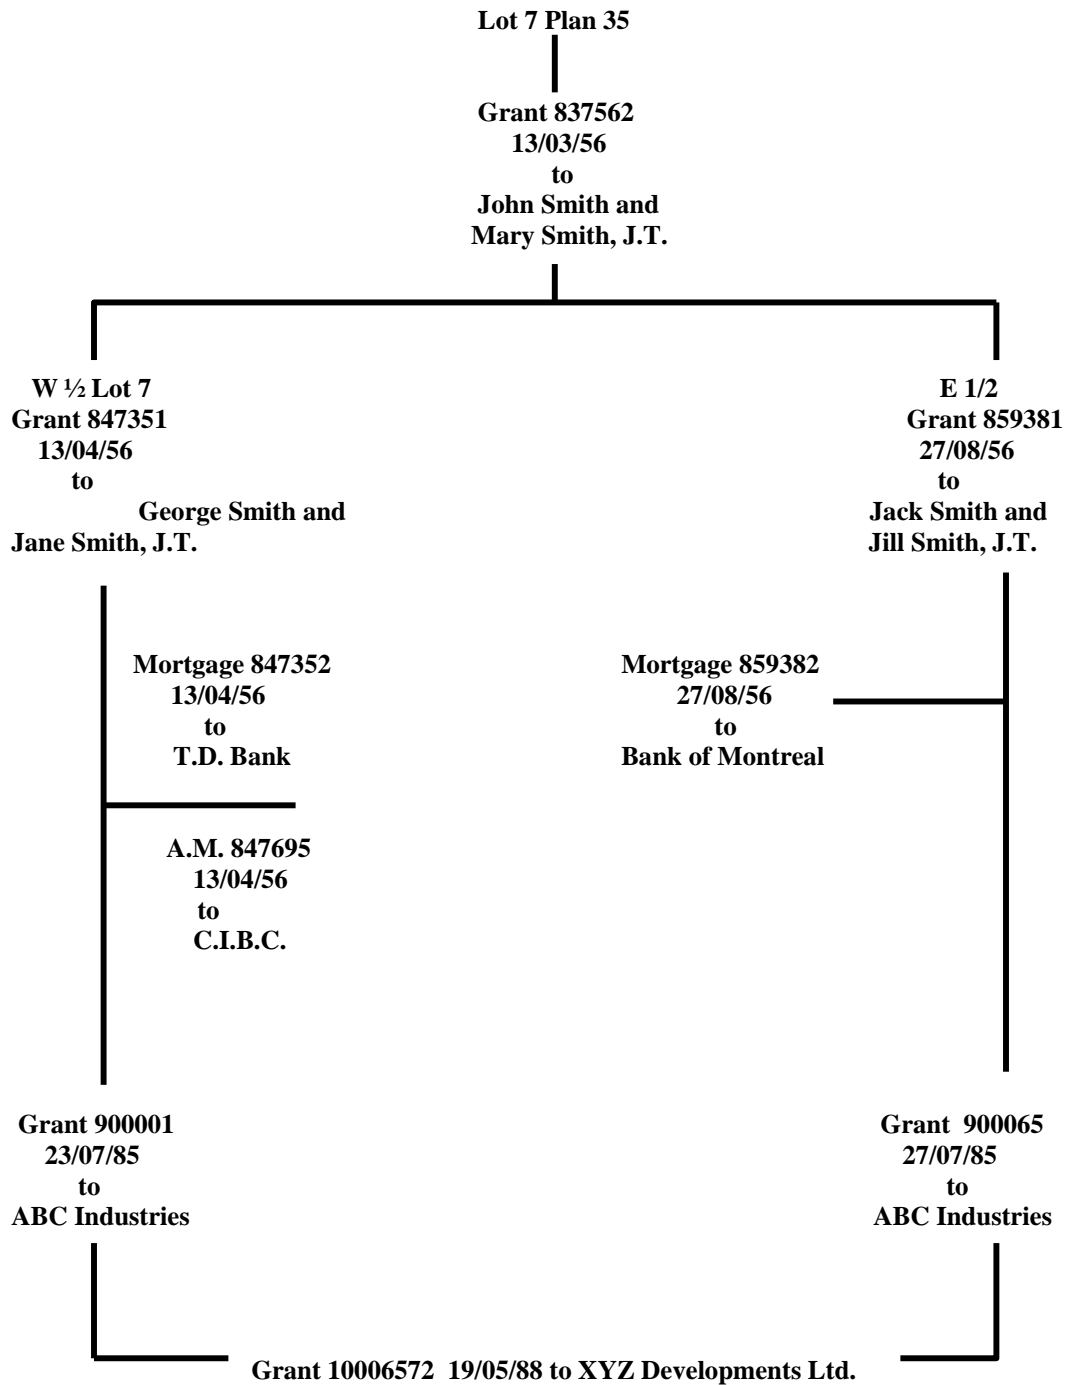 Lot 7 Plan 35
Grant 837562
13/03/56
to
John Smith and
Mary Smith, J.T.
W ½ Lot 7
Grant 847351
13/04/56
to
George Smith and
Jane Smith, J.T.
E 1/2
Grant 859381
27/08/56
to
Jack Smith and
Jill Smith, J.T.
Mortgage 847352
13/04/56
to
T.D. Bank
Mortgage 859382
27/08/56
to
Bank of Montreal
A.M. 847695
13/04/56
to
C.I.B.C.
Grant 900001
23/07/85
to
ABC Industries
Grant 900065
27/07/85
to
ABC Industries
Grant 10006572 19/05/88 to XYZ Developments Ltd.